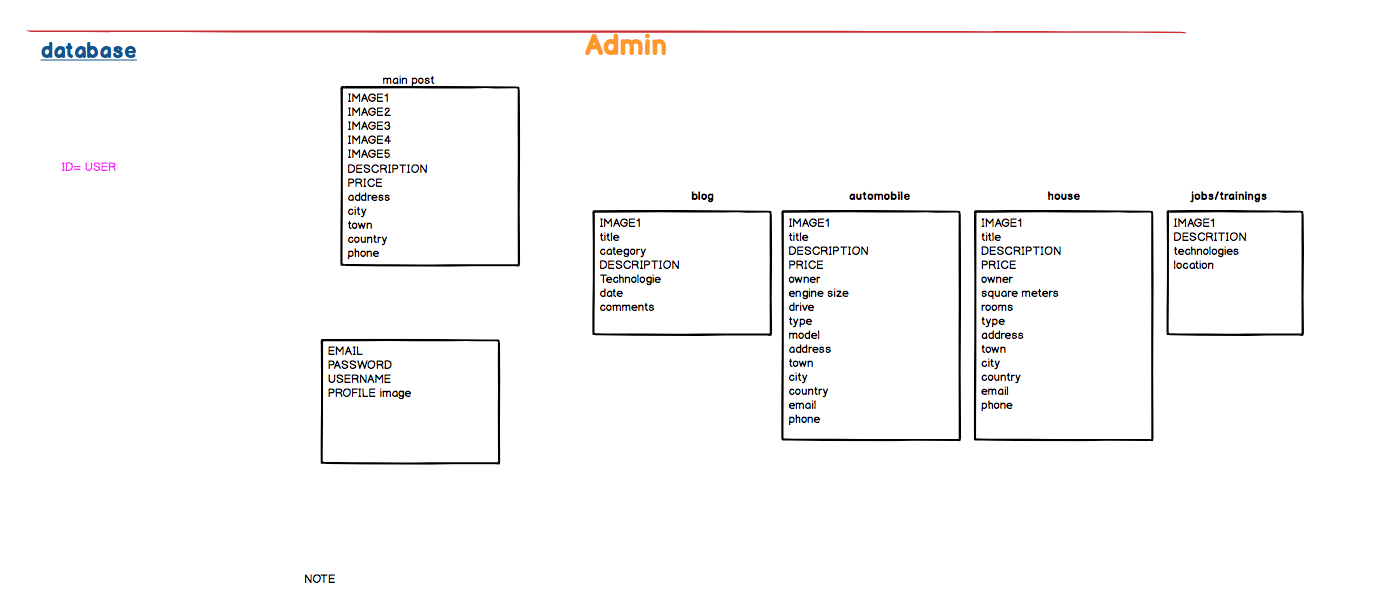 database
Admin
main post
IMAGE1
IMAGE2
IMAGE3
IMAGE4
IMAGE5
DESCRIPTION
PRICE
address
city
town
country
phone
ID= USER
EMAIL
PASSWORD
USERNAME
PROFILE image
blog
IMAGE1
title
category
DESCRIPTION
Technologie
date
comments
automobile
IMAGE1
title
DESCRIPTION
PRICE
owner
engine size
drive
type
model
address
town
city
country
email
phone
house
IMAGE1
title
DESCRIPTION
PRICE
owner
square meters
rooms
type
address
town
city
country
email
phone
jobs/trainings
IMAGE1
DESCRITION
technologies
location
NOTE